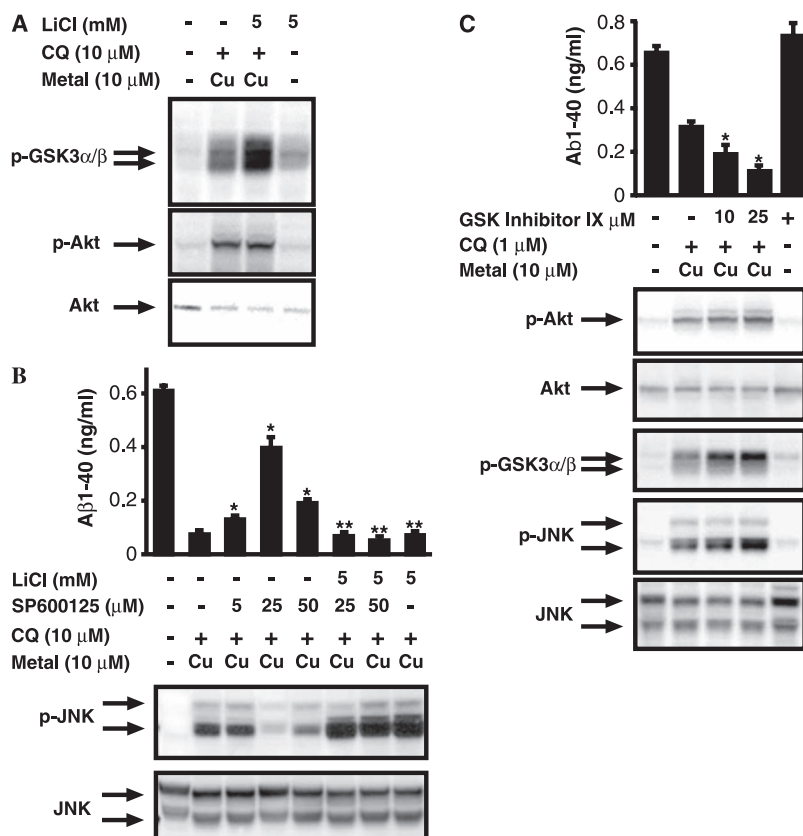 A
LiCl (mM) - - 5 5
CQ (10 μM) - + + -
Metal (10 μM) - Cu Cu -
p-GSK3α/β
p-Akt
Akt
B
Aβ1-40 (ng/ml)
0.6
0.4
0.2
0
* * * ** ** **
LiCl (mM) - - - - - 5 5 5
SP600125 (μM) - - 5 25 50 25 50 -
CQ (10 μM) - + + + + + + +
Metal (10 μM) - Cu Cu Cu Cu Cu Cu Cu
p-JNK
JNK
C
Ab1-40 (ng/ml)
0.8
0.6
0.4
0.2
0
* *
GSK Inhibitor IX μM - - 10 25 +
CQ (1 μM) - + + + -
Metal (10 μM) - Cu Cu Cu -
p-Akt
Akt
p-GSK3α/β
p-JNK
JNK